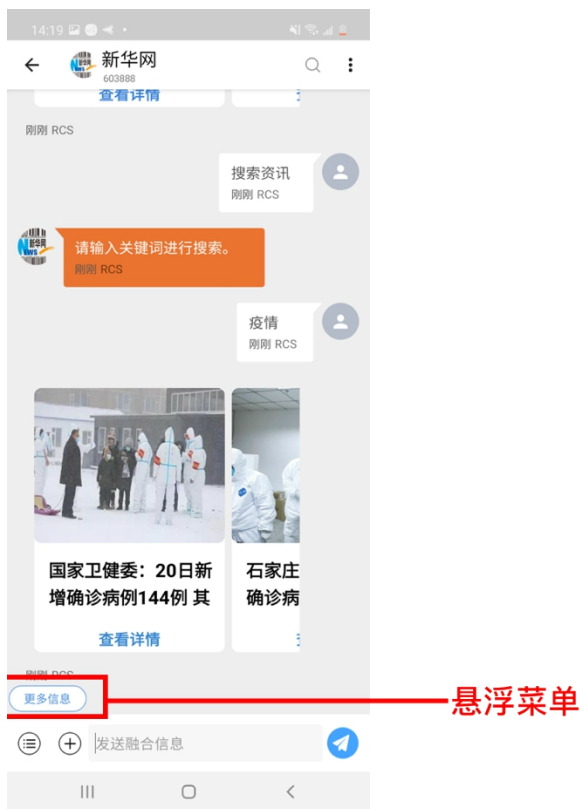 14:19
新华网
603888
查看详情
刚刚 RCS
搜索资讯
刚刚 RCS
请输入关键词进行搜索。
刚刚 RCS
疫情
刚刚 RCS
国家卫健委：20日新
增确诊病例144例 其
查看详情
石家庄
确诊病
刚刚 RCS
更多信息
悬浮菜单
发送融合信息